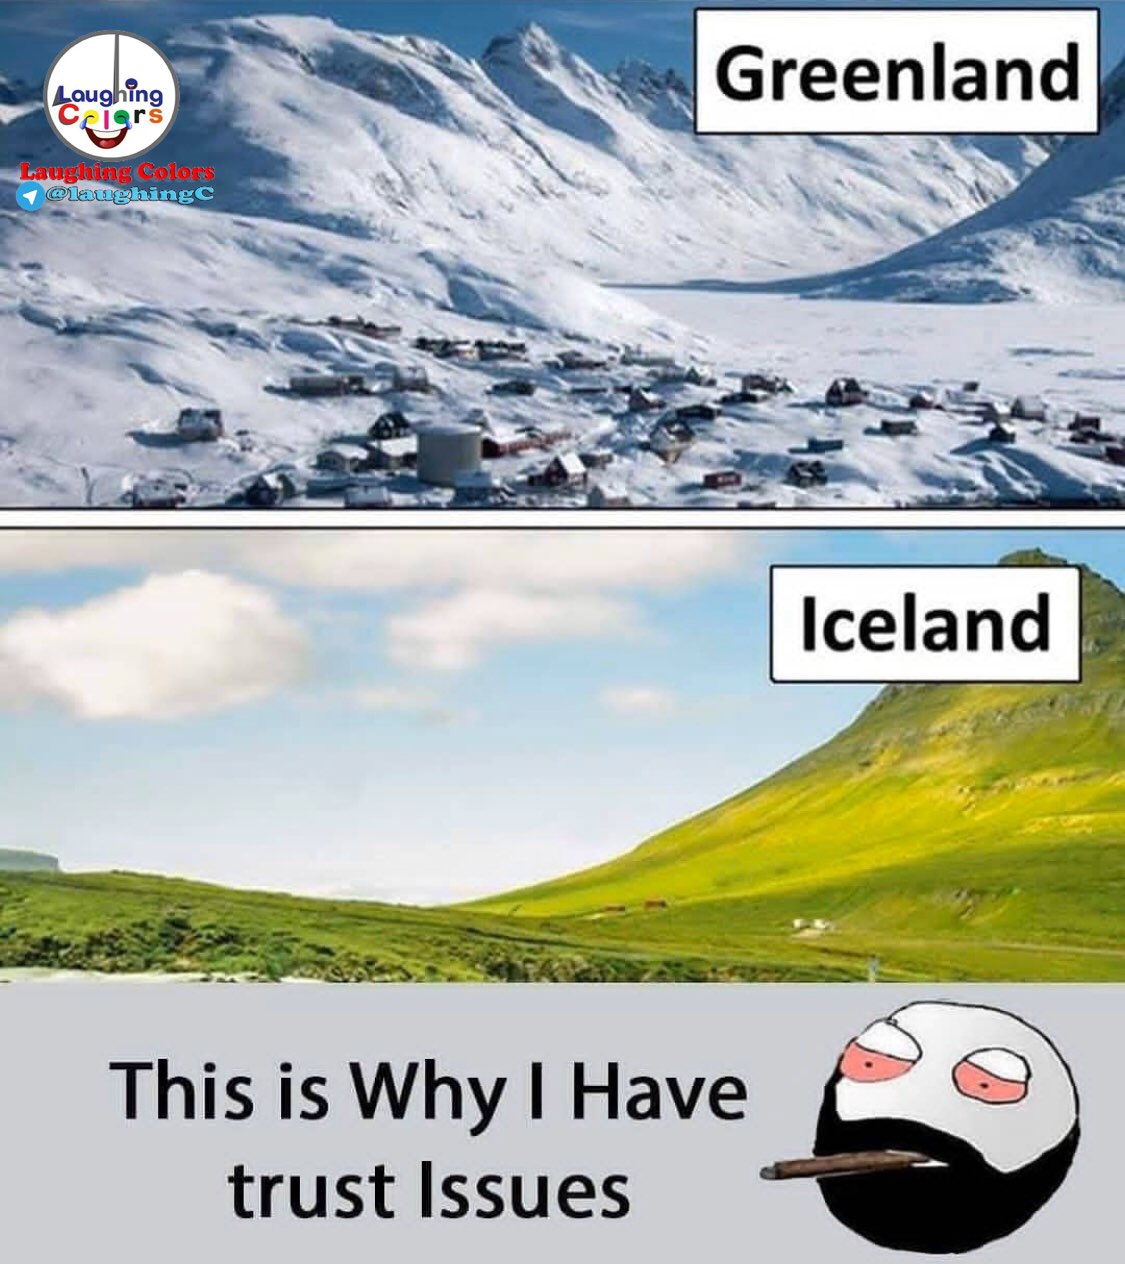 Laughing
Colors
Laughing Colors
@laughingC
Greenland
Iceland
This is Why I Have
trust Issues